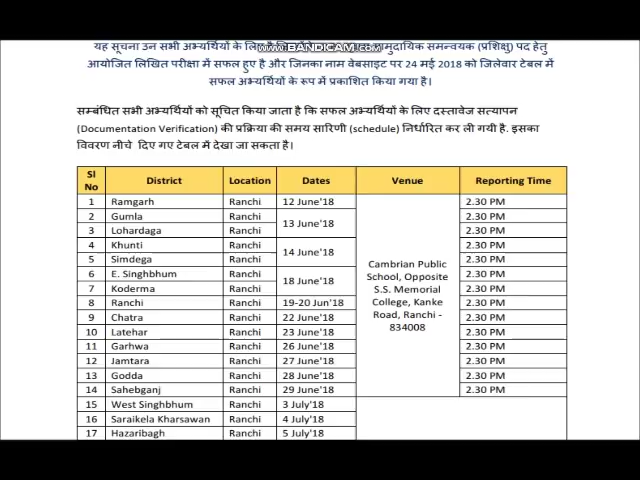 यह सूचना उन सभी अभ्यर्थियों के लिए है सामुदायिक समन्वयक (प्रशिक्षु) पद हेतु
www.BANDICAM.com
आयोजित लिखित परीक्षा में सफल हुए है और जिनका नाम वेबसाइट पर 24 मई 2018 को जिलेवार टेबल में
सफल अभ्यर्थियों के रूप में प्रकाशित किया गया है।
सम्बंधित सभी अभ्यर्थियों को सूचित किया जाता है कि सफल अभ्यर्थियों के लिए दस्तावेज सत्यापन
(Documentation Verification) की प्रक्रिया की समय सारिणी (schedule) निर्धारित कर ली गयी है. इसका
विवरण नीचे दिए गए टेबल में देखा जा सकता है।
Sl No District Location Dates Venue Reporting Time
1 Ramgarh Ranchi 12 June'18 2.30 PM
2 Gumla Ranchi 13 June'18 2.30 PM
3 Lohardaga Ranchi 2.30 PM
4 Khunti Ranchi 14 June'18 2.30 PM
5 Simdega Ranchi 2.30 PM
Cambrian Public
School, Opposite
S.S. Memorial
College, Kanke
Road, Ranchi -
834008
6 E. Singhbhum Ranchi 18 June'18 2.30 PM
7 Koderma Ranchi 2.30 PM
8 Ranchi Ranchi 19-20 Jun'18 2.30 PM
9 Chatra Ranchi 22 June'18 2.30 PM
10 Latehar Ranchi 23 June'18 2.30 PM
11 Garhwa Ranchi 26 June'18 2.30 PM
12 Jamtara Ranchi 27 June'18 2.30 PM
13 Godda Ranchi 28 June'18 2.30 PM
14 Sahebganj Ranchi 29 June'18 2.30 PM
15 West Singhbhum Ranchi 3 July'18
16 Saraikela Kharsawan Ranchi 4 July'18
17 Hazaribagh Ranchi 5 July'18